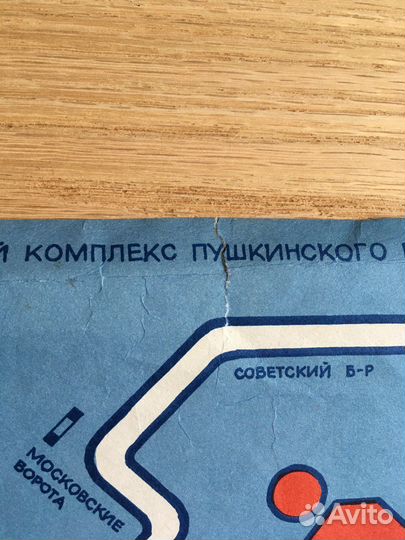 Й КОМПЛЕКС ПУШКИНСКОГО
СОВЕТСКИЙ Б-Р
МОСКОВСКИЕ
ВОРОТА
Avito